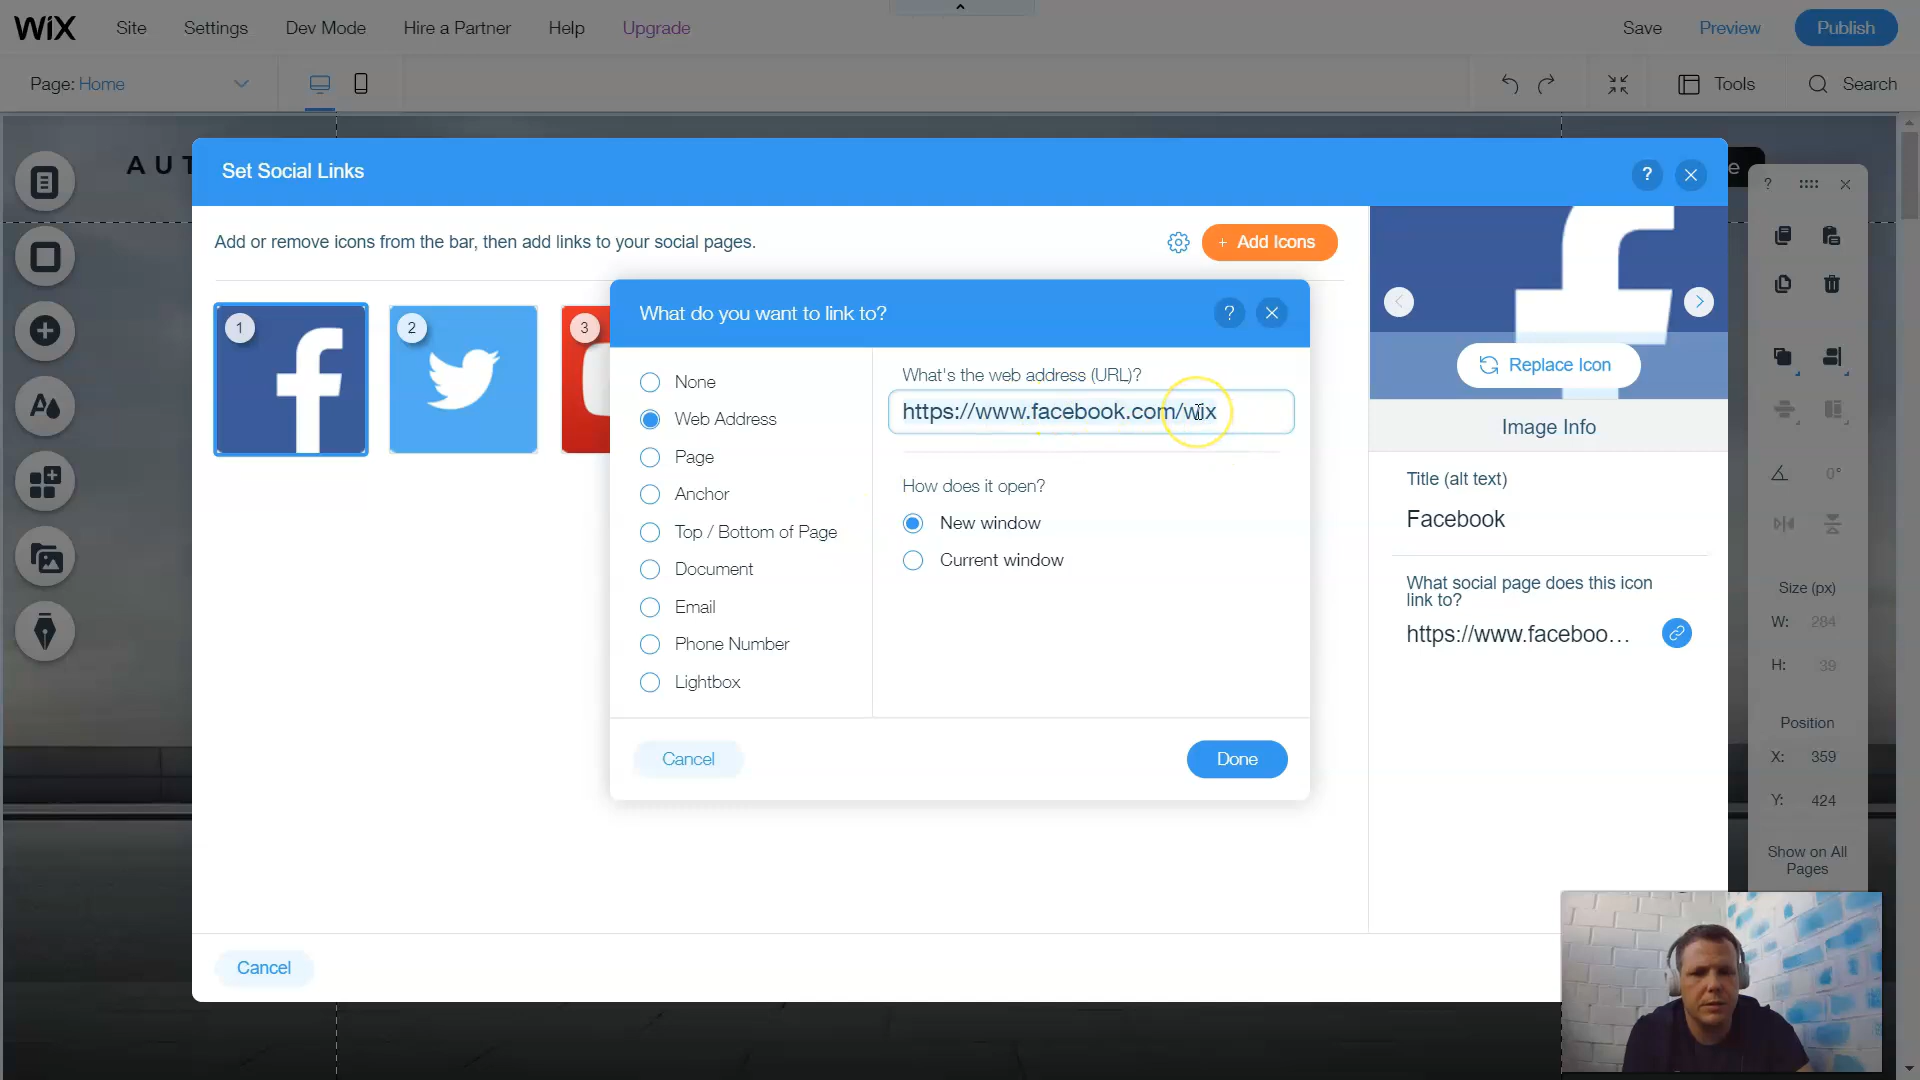 WIX
Site
Settings
Dev Mode
Hire a Partner
Help
Upgrade
Save
Preview
Publish
Page: Home
Tools
Search
AUT
e
?
Set Social Links
?
Add or remove icons from the bar, then add links to your social pages.
+ Add Icons
1
2
3
What do you want to link to?
?
None
Web Address
Page
Anchor
Top / Bottom of Page
Document
Email
Phone Number
Lightbox
What's the web address (URL)?
https://www.facebook.com/wix
How does it open?
New window
Current window
Cancel
Done
Replace Icon
Image Info
Title (alt text)
Facebook
What social page does this icon
link to?
https://www.faceboo...
Cancel
0°
Size (px)
W: 284
H: 39
Position
X: 359
Y: 424
Show on All
Pages